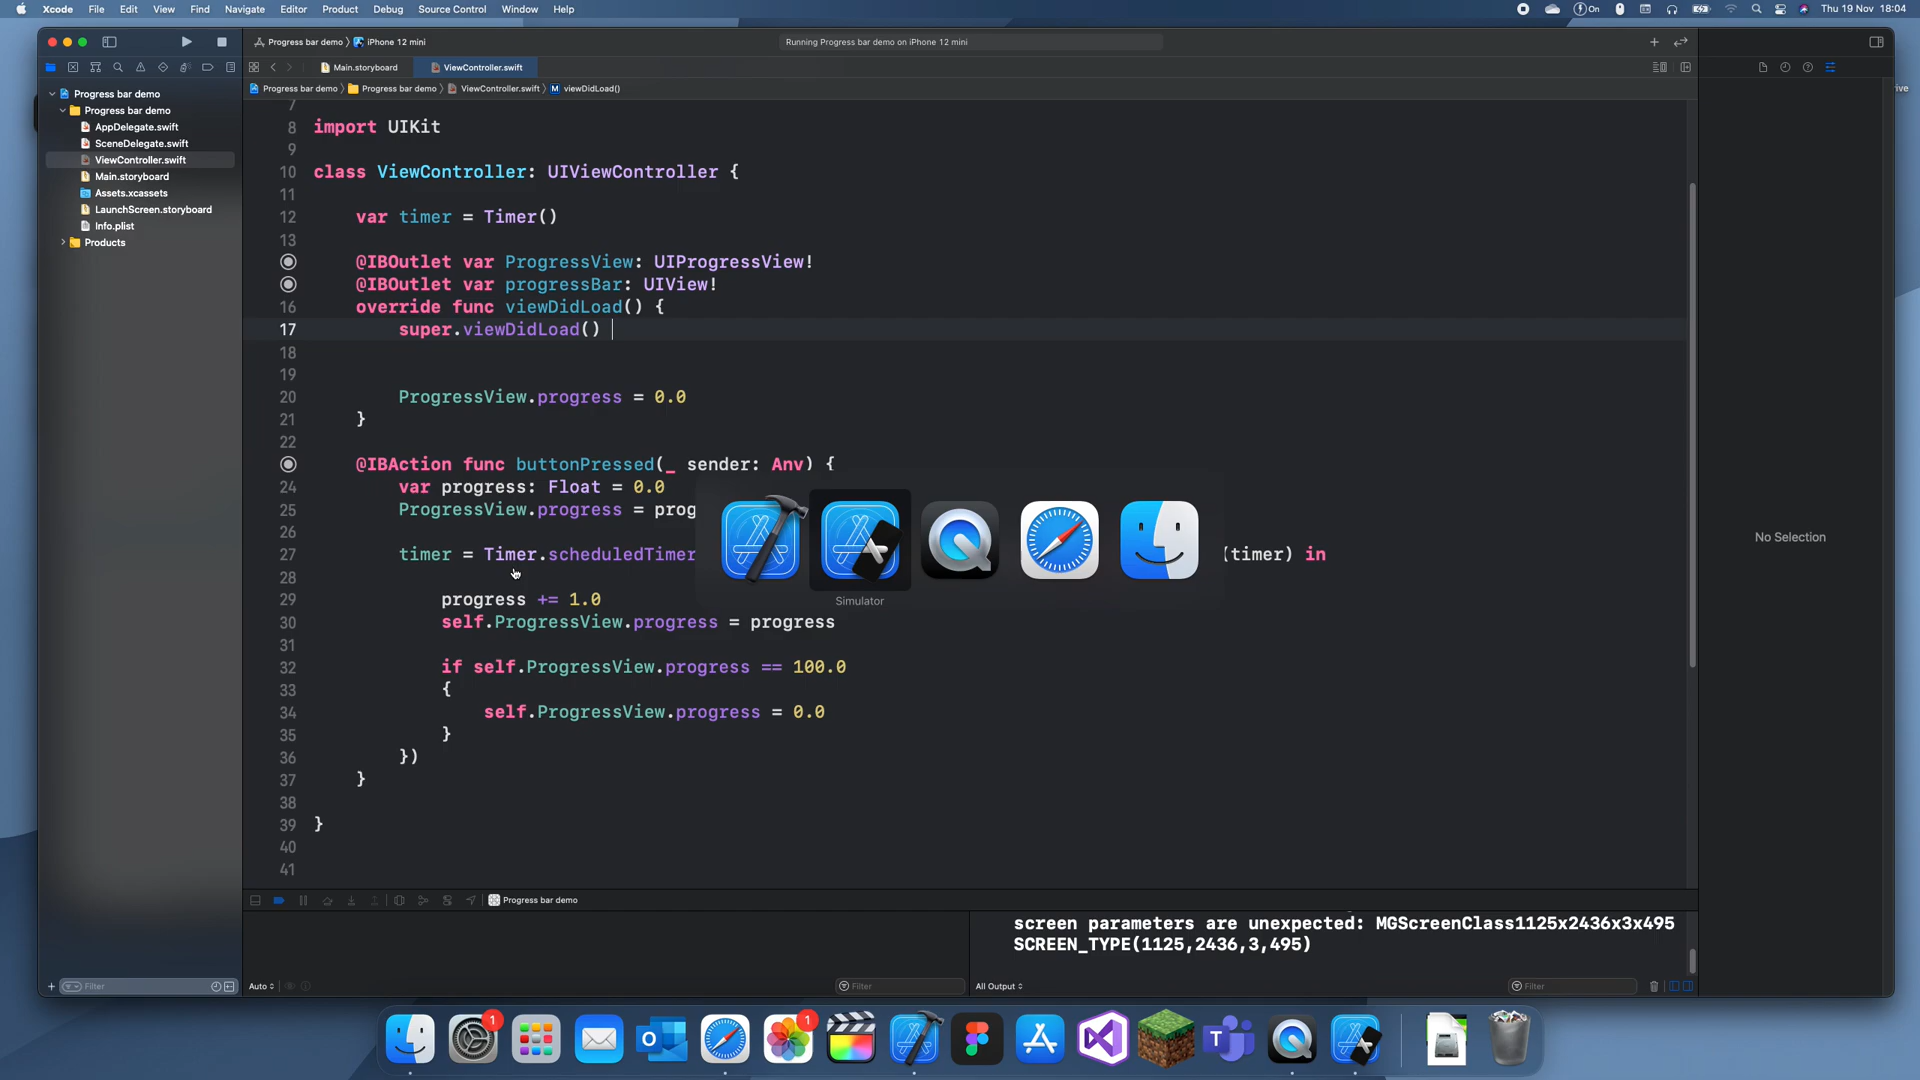 Xcode File Edit View Find Navigate Editor Product Debug Source Control Window Help
On
Thu 19 Nov 18:04
Progress bar demo iPhone 12 mini
Running Progress bar demo on iPhone 12 mini
Main.storyboard
ViewController.swift
Progress bar demo Progress bar demo ViewController.swift M viewDidLoad()
Progress bar demo
Progress bar demo
AppDelegate.swift
SceneDelegate.swift
ViewController.swift
Main.storyboard
Assets.xcassets
LaunchScreen.storyboard
Info.plist
Products
7
8 import UIKit
9
10 class ViewController: UIViewController {
11
12 var timer = Timer()
13
@IBOutlet var ProgressView: UIProgressView!
@IBOutlet var progressBar: UIView!
16 override func viewDidLoad() {
17 super.viewDidLoad()
18
19
20 ProgressView.progress = 0.0
21 }
22
@IBAction func buttonPressed(_ sender: Any) {
24 var progress: Float = 0.0
25 ProgressView.progress = prog
26
27 timer = Timer.scheduledTimer (timer) in
28
29 progress += 1.0
30 self.ProgressView.progress = progress
31
32 if self.ProgressView.progress == 100.0
33 {
34 self.ProgressView.progress = 0.0
35 }
36 })
37 }
38
39 }
40
41
Simulator
No Selection
rive
Progress bar demo
screen parameters are unexpected: MGScreenClass1125x2436x3x495
SCREEN_TYPE(1125,2436,3,495)
Filter
Auto
Filter
All Output
Filter
1
1